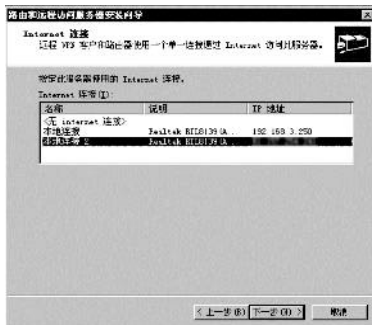 路由和远程访问服务器安装向导
Internet 连接
远程 VPN 客户和路由器使用一个单一连接通过 Internet 访问此服务器。
指定此服务器使用的 Internet 连接。
Internet 连接(I):
名称 说明 IP 地址
<无 internet 连接>
本地连接 Realtek RTL8139(A... 192.168.3.250
本地连接 2 Realtek RTL8139(A...
< 上一步(B) 下一步(N) > 取消